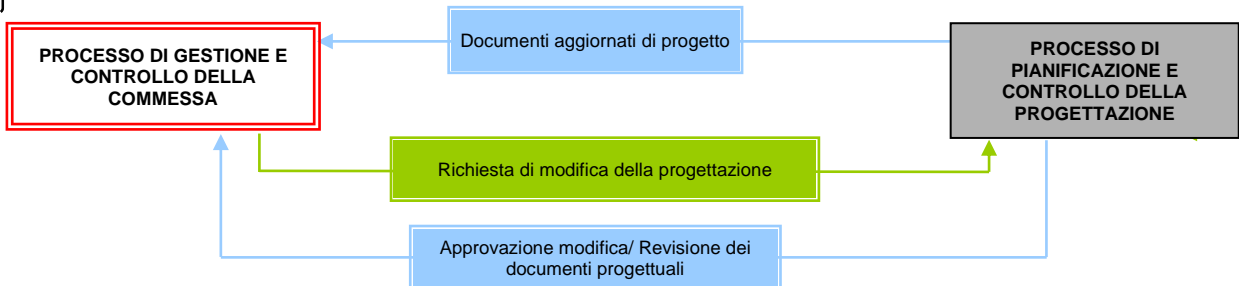 PROCESSO DI GESTIONE E
CONTROLLO DELLA
COMMESSA
Documenti aggiornati di progetto
PROCESSO DI
PIANIFICAZIONE E
CONTROLLO DELLA
PROGETTAZIONE
Richiesta di modifica della progettazione
Approvazione modifica/ Revisione dei
documenti progettuali